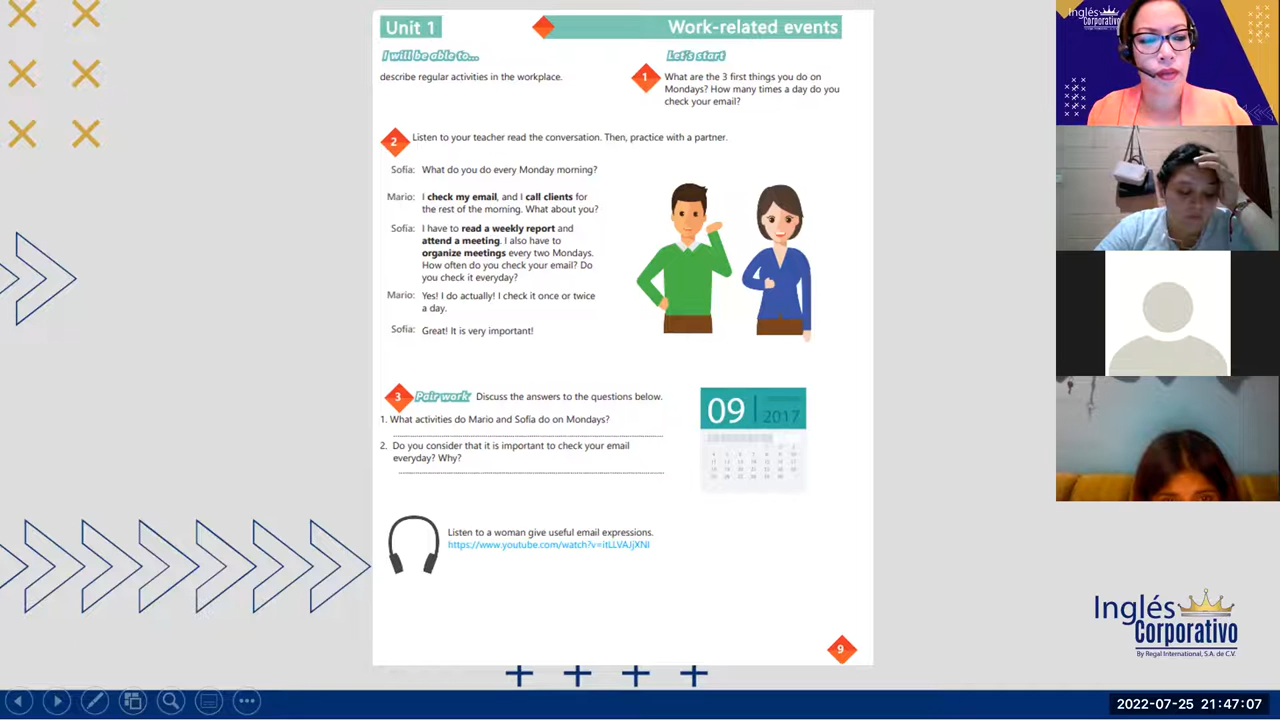 Unit 1
Work-related events
I will be able to...
describe regular activities in the workplace.
Let's start
1
What are the 3 first things you do on
Mondays? How many times a day do you
check your email?
2
Listen to your teacher read the conversation. Then, practice with a partner.
Sofia: What do you do every Monday morning?
Mario: I check my email, and I call clients for
the rest of the morning. What about you?
Sofia: I have to read a weekly report and
attend a meeting. I also have to
organize meetings every two Mondays.
How often do you check your email? Do
you check it everyday?
Mario: Yes! I do actually! I check it once or twice
a day.
Sofia: Great! It is very important!
3
Pair work Discuss the answers to the questions below.
1. What activities do Mario and Sofia do on Mondays?
2. Do you consider that it is important to check your email
everyday? Why?
09
2017
Listen to a woman give useful email expressions.
https://www.youtube.com/watch?v=itLLVAJjXNI
9
Inglés
Corporativo
Inglés
Corporativo
By Regal International, S.A. de C.V.
2022-07-25 21:47:07